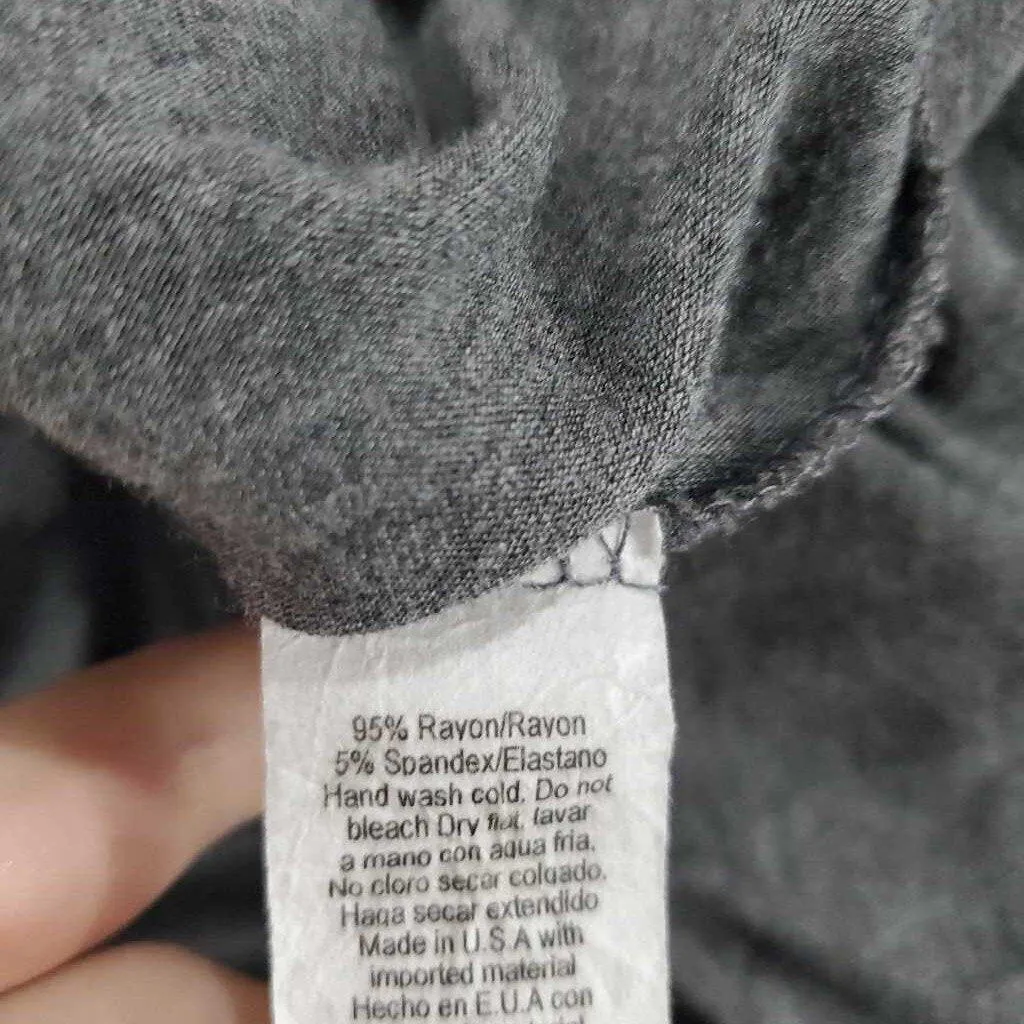 95% Rayon/Rayon
5% Spandex/Elastano
Hand wash cold. Do not
bleach Dry flat. lavar
a mano con agua fria.
No cloro secar colgado.
Haga secar extendido
Made in U.S.A with
imported material
Hecho en E.U.A con